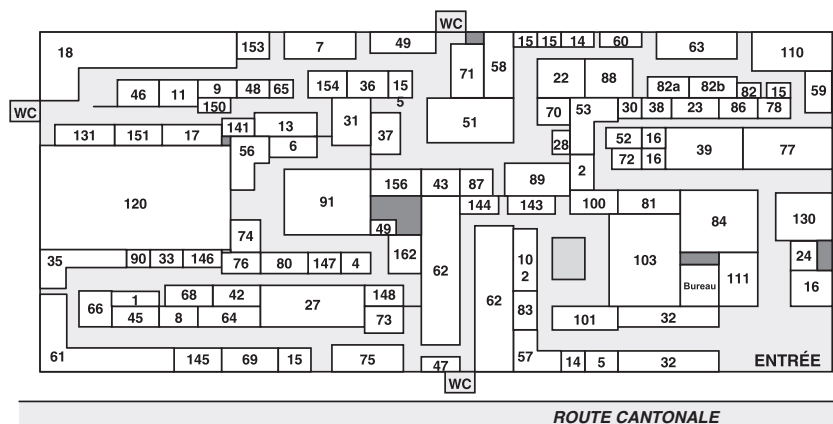 WC
18 153 7 49 71 58 15 15 14 60 63 110
46 11 9 48 65 154 36 15 5 22 88 82a 82b 82 15 59
WC 150 31 37 51 70 53 30 38 23 86 78
131 151 17 141 13 6 56 28 52 16 39 77
72 16
120 91 156 43 87 89 2
49 144 143 100 81 84 130
74 162 62 62 10 2 103 24
35 90 33 146 76 80 147 4 Bureau 111 16
66 1 68 42 27 148 83
45 8 64 73 101 32
61 145 69 15 75 47 57 14 5 32 ENTRÉE
WC
ROUTE CANTONALE